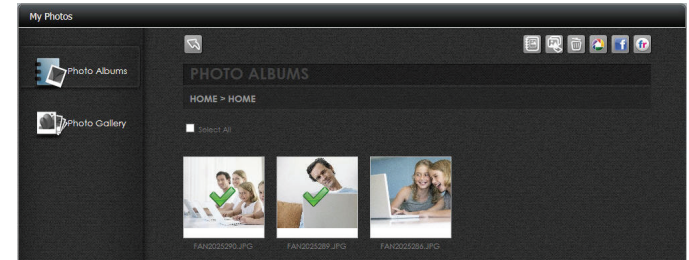 My Photos
Photo Albums
PHOTO ALBUMS
HOME > HOME
Photo Gallery
Select All
FAN2025290.JPG
FAN2025289.JPG
FAN2025286.JPG